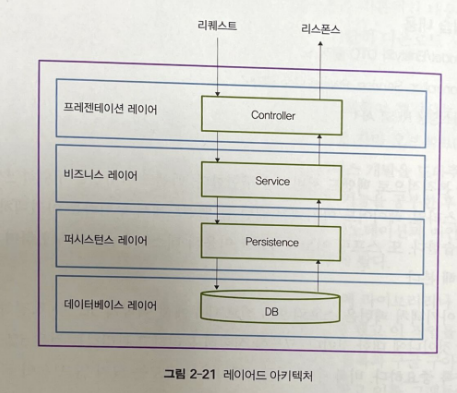 리퀘스트 리스폰스
프레젠테이션 레이어 Controller
비즈니스 레이어 Service
퍼시스턴스 레이어 Persistence
데이터베이스 레이어 DB
그림 2-21 레이어드 아키텍처